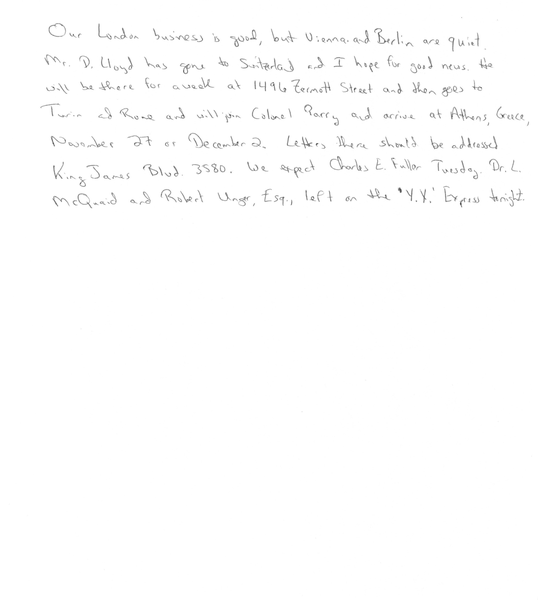 Our London business is good, but Vienna and Berlin are quiet.
Mr. D. Lloyd has gone to Switzerland and I hope for good news. He
will be there for a week at 1496 Zermott Street and then goes to
Turin and Rome and will join Colonel Parry and arrive at Athens, Greece,
November 27 or December 2. Letters there should be addressed
King James Blvd. 3580. We expect Charles E. Fuller Tuesday. Dr. L.
McQuaid and Robert Unger, Esq., left on the 'Y.X.' Express tonight.